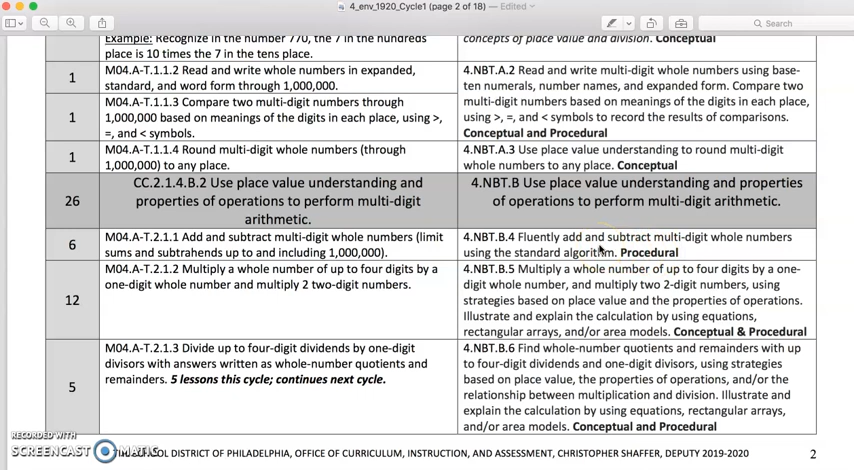 4_env_1920_Cycle1 (page 2 of 18) — Edited
Search
Example: Recognize in the number 770, the 7 in the hundreds
place is 10 times the 7 in the tens place.
concepts of place value and division. Conceptual
1
M04.A-T.1.1.2 Read and write whole numbers in expanded,
standard, and word form through 1,000,000.
1
M04.A-T.1.1.3 Compare two multi-digit numbers through
1,000,000 based on meanings of the digits in each place, using >,
=, and < symbols.
4.NBT.A.2 Read and write multi-digit whole numbers using base-
ten numerals, number names, and expanded form. Compare two
multi-digit numbers based on meanings of the digits in each place,
using >, =, and < symbols to record the results of comparisons.
Conceptual and Procedural
1
M04.A-T.1.1.4 Round multi-digit whole numbers (through
1,000,000) to any place.
4.NBT.A.3 Use place value understanding to round multi-digit
whole numbers to any place. Conceptual
26
CC.2.1.4.B.2 Use place value understanding and
properties of operations to perform multi-digit
arithmetic.
4.NBT.B Use place value understanding and properties
of operations to perform multi-digit arithmetic.
6
M04.A-T.2.1.1 Add and subtract multi-digit whole numbers (limit
sums and subtrahends up to and including 1,000,000).
4.NBT.B.4 Fluently add and subtract multi-digit whole numbers
using the standard algorithm. Procedural
12
M04.A-T.2.1.2 Multiply a whole number of up to four digits by a
one-digit whole number and multiply 2 two-digit numbers.
4.NBT.B.5 Multiply a whole number of up to four digits by a one-
digit whole number, and multiply two 2-digit numbers, using
strategies based on place value and the properties of operations.
Illustrate and explain the calculation by using equations,
rectangular arrays, and/or area models. Conceptual & Procedural
5
M04.A-T.2.1.3 Divide up to four-digit dividends by one-digit
divisors with answers written as whole-number quotients and
remainders. 5 lessons this cycle; continues next cycle.
4.NBT.B.6 Find whole-number quotients and remainders with up
to four-digit dividends and one-digit divisors, using strategies
based on place value, the properties of operations, and/or the
relationship between multiplication and division. Illustrate and
explain the calculation by using equations, rectangular arrays,
and/or area models. Conceptual and Procedural
RECORDED WITH
SCREENCAST MATIC
DISTRICT OF PHILADELPHIA, OFFICE OF CURRICULUM, INSTRUCTION, AND ASSESSMENT, CHRISTOPHER SHAFFER, DEPUTY 2019-2020
2